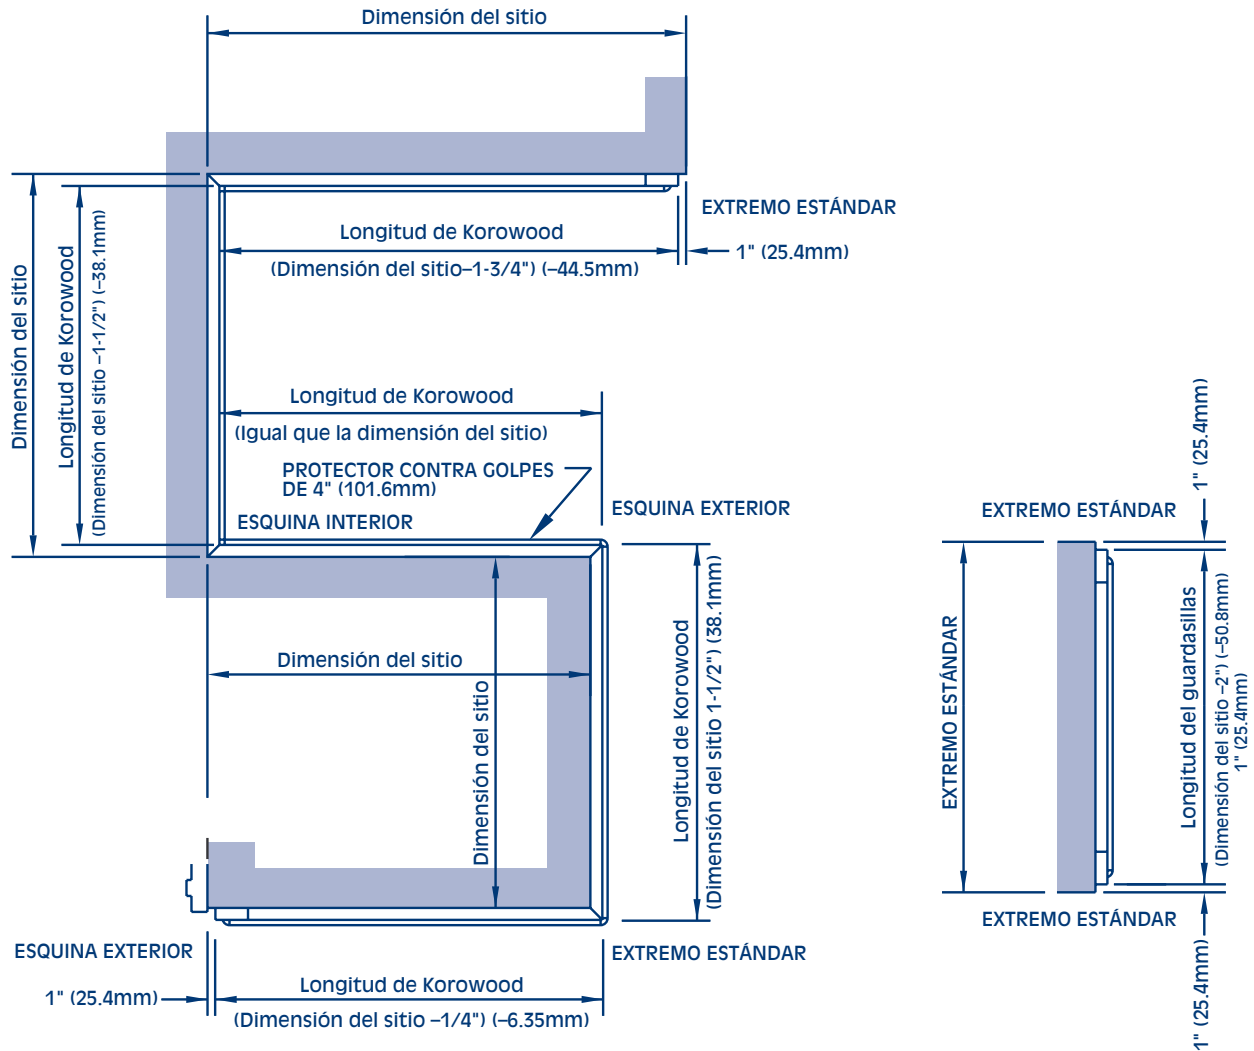 Dimensión del sitio
EXTREMO ESTÁNDAR
Longitud de Korowood
1" (25.4mm)
(Dimensión del sitio–1-3/4") (–44.5mm)
Dimensión del sitio
Longitud de Korowood
(Dimensión del sitio –1-1/2") (–38.1mm)
Longitud de Korowood
(Igual que la dimensión del sitio)
PROTECTOR CONTRA GOLPES
DE 4" (101.6mm)
ESQUINA INTERIOR
ESQUINA EXTERIOR
Dimensión del sitio
Dimensión del sitio
Longitud de Korowood
(Dimensión del sitio 1-1/2") (38.1mm)
ESQUINA EXTERIOR
EXTREMO ESTÁNDAR
1" (25.4mm)
Longitud de Korowood
(Dimensión del sitio –1/4") (–6.35mm)
1" (25.4mm)
EXTREMO ESTÁNDAR
EXTREMO ESTÁNDAR
Longitud del guardasillas
(Dimensión del sitio –2") (–50.8mm)
1" (25.4mm)
EXTREMO ESTÁNDAR
1" (25.4mm)